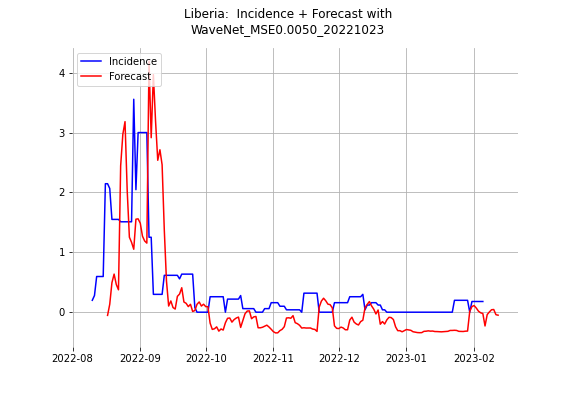 Liberia:  Incidence + Forecast with
WaveNet_MSE0.0050_20221023
Incidence
Forecast
4
3
2
1
0
2022-08 2022-09 2022-10 2022-11 2022-12 2023-01 2023-02